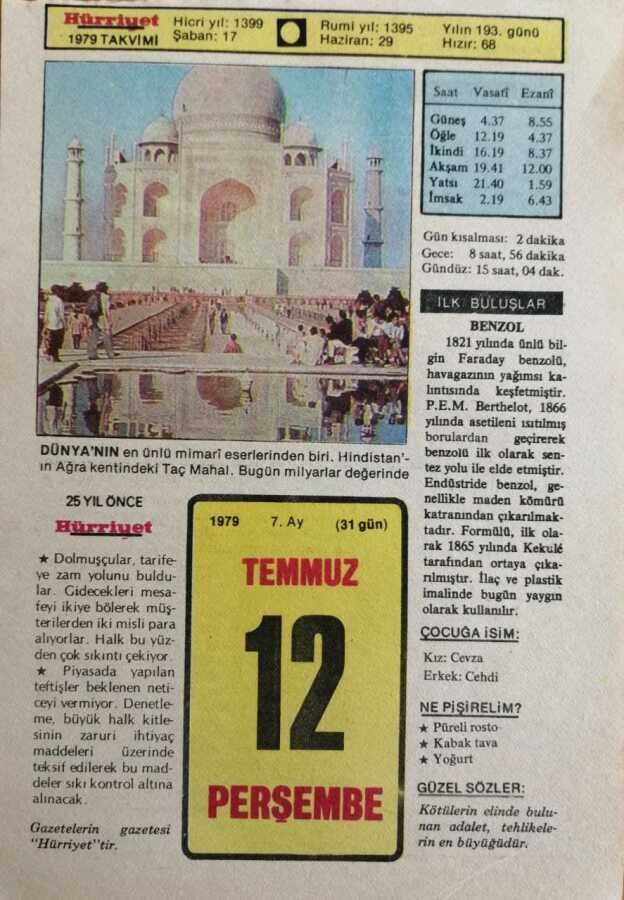 Hürriyet
1979 TAKVİMİ
Hicri yıl: 1399
Şaban: 17
Rumi yıl: 1395
Haziran: 29
Yılın 193. günü
Hızır: 68
Saat Vasatî Ezanî
Güneş 4.37 8.55
Öğle 12.19 4.37
İkindi 16.19 8.37
Akşam 19.41 12.00
Yatsı 21.40 1.59
İmsak 2.19 6.43
Gün kısalması: 2 dakika
Gece: 8 saat, 56 dakika
Gündüz: 15 saat, 04 dak.
DÜNYA'NIN en ünlü mimarî eserlerinden biri. Hindistan'-
ın Ağra kentindeki Taç Mahal. Bugün milyarlar değerinde
25 YIL ÖNCE
Hürriyet
★ Dolmuşçular, tarife-
ye zam yolunu buldu-
lar. Gidecekleri mesa-
feyi ikiye bölerek müş-
terilerden iki misli para
alıyorlar. Halk bu yüz-
den çok sıkıntı çekiyor.
★ Piyasada yapılan
teftişler beklenen neti-
ceyi vermiyor. Denetle-
me, büyük halk kitle-
sinin zaruri ihtiyaç
maddeleri üzerinde
teksif edilerek bu mad-
deler sıkı kontrol altına
alınacak.
Gazetelerin gazetesi
"Hürriyet"tir.
1979 7. Ay (31 gün)
TEMMUZ
12
PERŞEMBE
İLK BULUŞLAR
BENZOL
1821 yılında ünlü bil-
gin Faraday benzolü,
havagazının yağımsı ka-
lıntısında keşfetmiştir.
P.E.M. Berthelot, 1866
yılında asetileni ısıtılmış
borulardan geçirerek
benzolü ilk olarak sen-
tez yolu ile elde etmiştir.
Endüstride benzol, ge-
nellikle maden kömürü
katranından çıkarılmak-
tadır. Formülü, ilk ola-
rak 1865 yılında Kekulé
tarafından ortaya çıka-
rılmıştır. İlaç ve plastik
imalinde bugün yaygın
olarak kullanılır.
ÇOCUĞA İSİM:
Kız: Cevza
Erkek: Cehdi
NE PİŞİRELİM?
★ Püreli rosto
★ Kabak tava
★ Yoğurt
GÜZEL SÖZLER:
Kötülerin elinde bulu-
nan adalet, tehlikele-
rin en büyüğüdür.